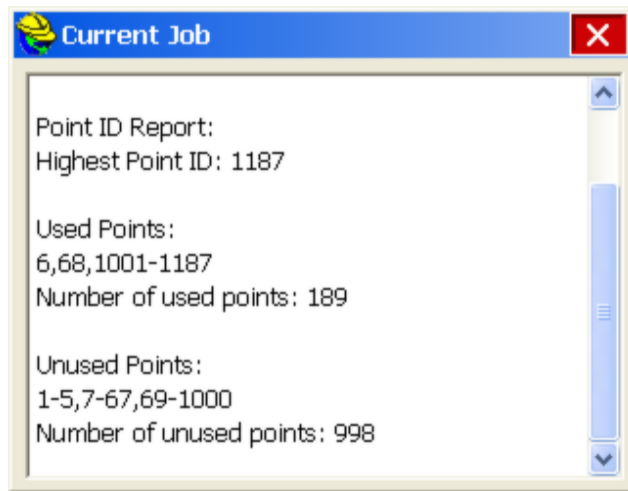 Current Job
Point ID Report:
Highest Point ID: 1187
Used Points:
6,68,1001-1187
Number of used points: 189
Unused Points:
1-5,7-67,69-1000
Number of unused points: 998